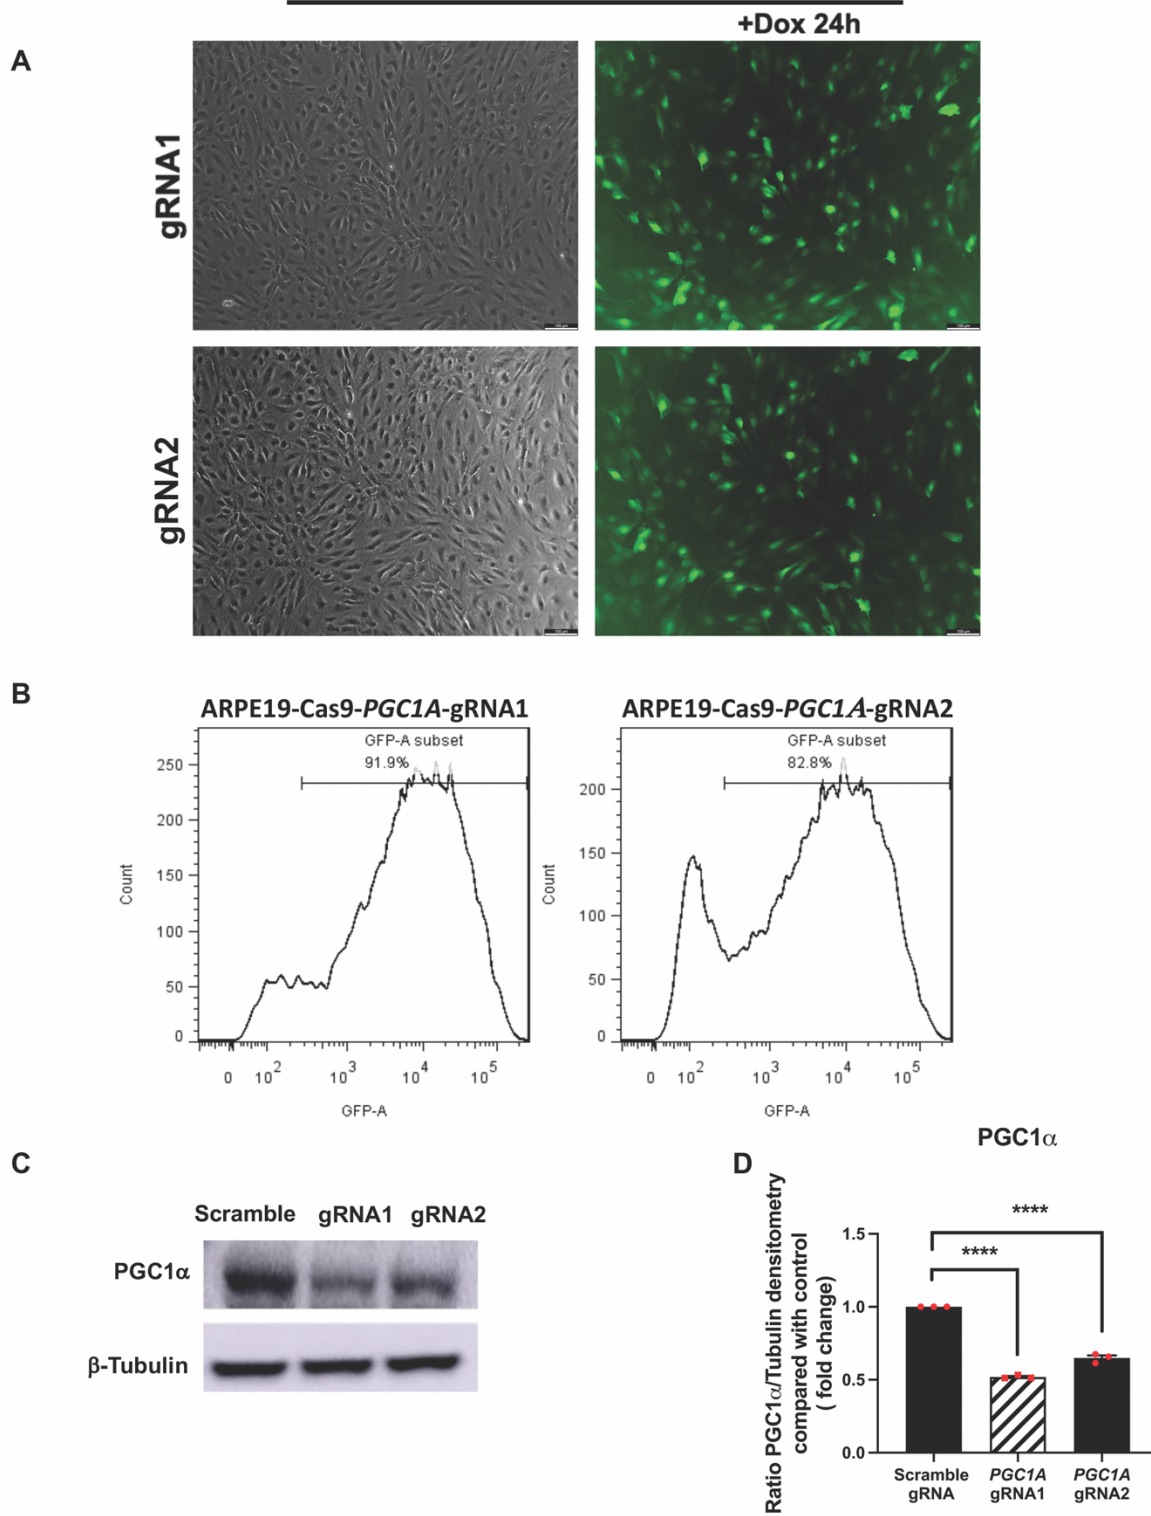 +Dox 24h
A
gRNA1
gRNA2
B
ARPE19-Cas9-PGC1A-gRNA1
GFP-A subset
91.9%
250
200
150
100
50
0
Count
0 10² 10³ 10⁴ 10⁵
GFP-A
ARPE19-Cas9-PGC1A-gRNA2
GFP-A subset
82.8%
200
150
100
50
0
Count
0 10² 10³ 10⁴ 10⁵
GFP-A
C
Scramble gRNA1 gRNA2
PGC1α
β-Tubulin
D
PGC1α
Ratio PGC1α/Tubulin densitometry
compared with control
( fold change)
1.5
1.0
0.5
0.0
****
****
Scramble
gRNA
PGC1A
gRNA1
PGC1A
gRNA2